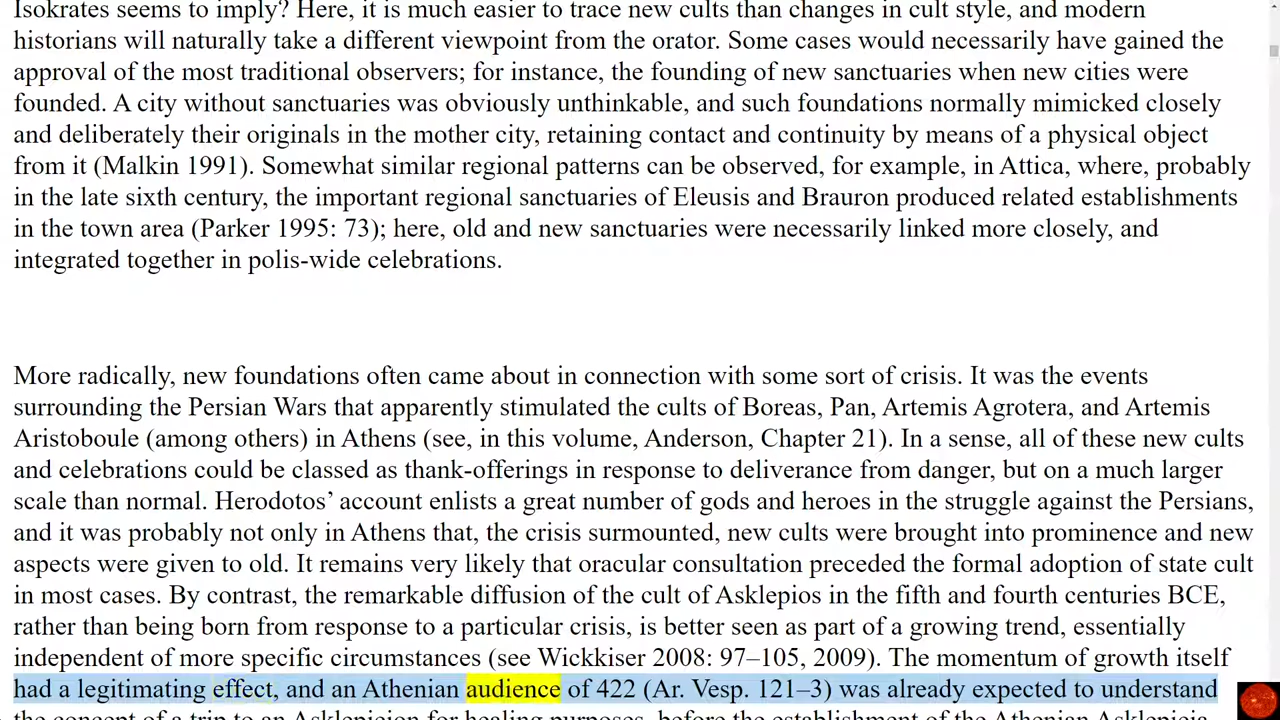 Isokrates seems to imply? Here, it is much easier to trace new cults than changes in cult style, and modern
historians will naturally take a different viewpoint from the orator. Some cases would necessarily have gained the
approval of the most traditional observers; for instance, the founding of new sanctuaries when new cities were
founded. A city without sanctuaries was obviously unthinkable, and such foundations normally mimicked closely
and deliberately their originals in the mother city, retaining contact and continuity by means of a physical object
from it (Malkin 1991). Somewhat similar regional patterns can be observed, for example, in Attica, where, probably
in the late sixth century, the important regional sanctuaries of Eleusis and Brauron produced related establishments
in the town area (Parker 1995: 73); here, old and new sanctuaries were necessarily linked more closely, and
integrated together in polis-wide celebrations.
More radically, new foundations often came about in connection with some sort of crisis. It was the events
surrounding the Persian Wars that apparently stimulated the cults of Boreas, Pan, Artemis Agrotera, and Artemis
Aristoboule (among others) in Athens (see, in this volume, Anderson, Chapter 21). In a sense, all of these new cults
and celebrations could be classed as thank-offerings in response to deliverance from danger, but on a much larger
scale than normal. Herodotos’ account enlists a great number of gods and heroes in the struggle against the Persians,
and it was probably not only in Athens that, the crisis surmounted, new cults were brought into prominence and new
aspects were given to old. It remains very likely that oracular consultation preceded the formal adoption of state cult
in most cases. By contrast, the remarkable diffusion of the cult of Asklepios in the fifth and fourth centuries BCE,
rather than being born from response to a particular crisis, is better seen as part of a growing trend, essentially
independent of more specific circumstances (see Wickkiser 2008: 97–105, 2009). The momentum of growth itself
had a legitimating effect, and an Athenian audience of 422 (Ar. Vesp. 121–3) was already expected to understand
the concept of a trip to an Asklepieion for healing purposes, before the establishment of the Athenian Asklepieia